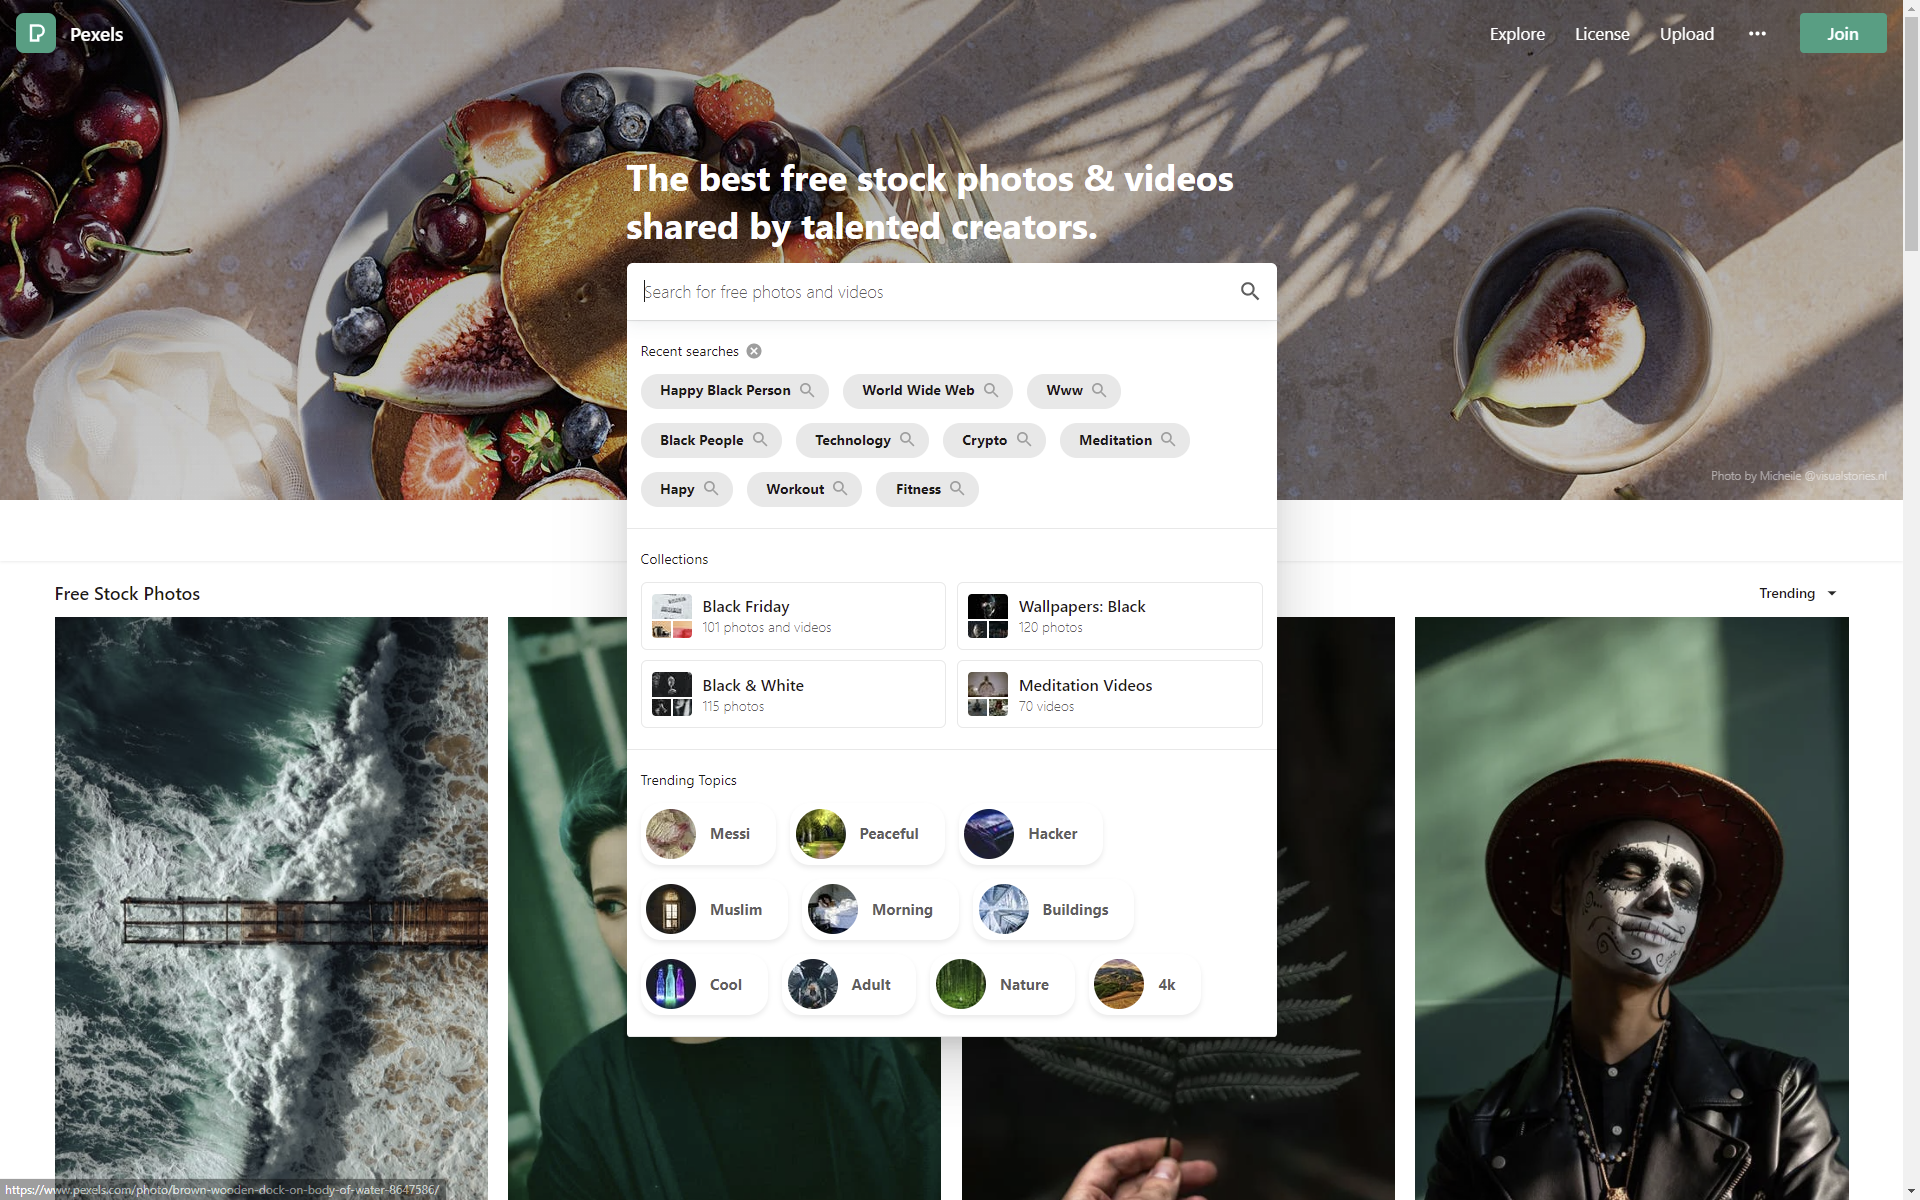 Pexels
Explore
License
Upload
Join
The best free stock photos & videos
shared by talented creators.
Search for free photos and videos
Recent searches
Happy Black Person
World Wide Web
Www
Black People
Technology
Crypto
Meditation
Hapy
Workout
Fitness
Photo by Micheile @visualstories.nl
Collections
Black Friday
101 photos and videos
Wallpapers: Black
120 photos
Black & White
115 photos
Meditation Videos
70 videos
Free Stock Photos
Trending
Trending Topics
Messi
Peaceful
Hacker
Muslim
Morning
Buildings
Cool
Adult
Nature
4k
https://www.pexels.com/photo/brown-wooden-dock-on-body-of-water-8647586/